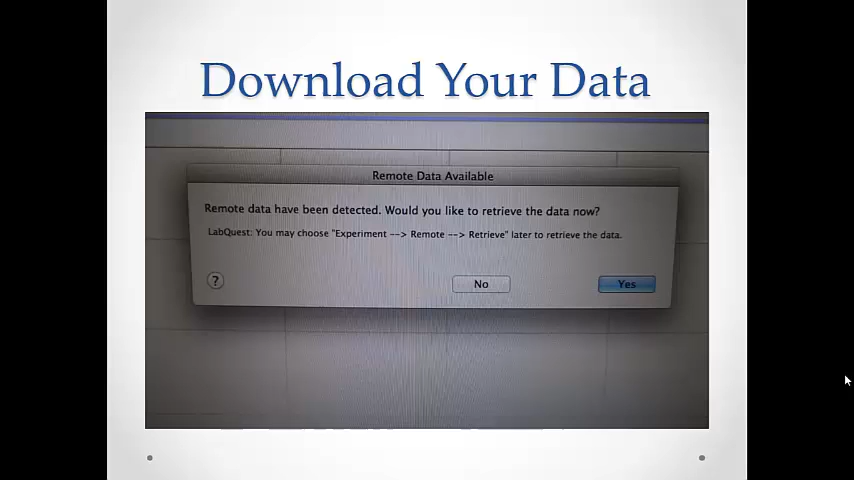 Download Your Data
Remote Data Available
Remote data have been detected. Would you like to retrieve the data now?
LabQuest: You may choose "Experiment --> Remote --> Retrieve" later to retrieve the data.
?
No
Yes